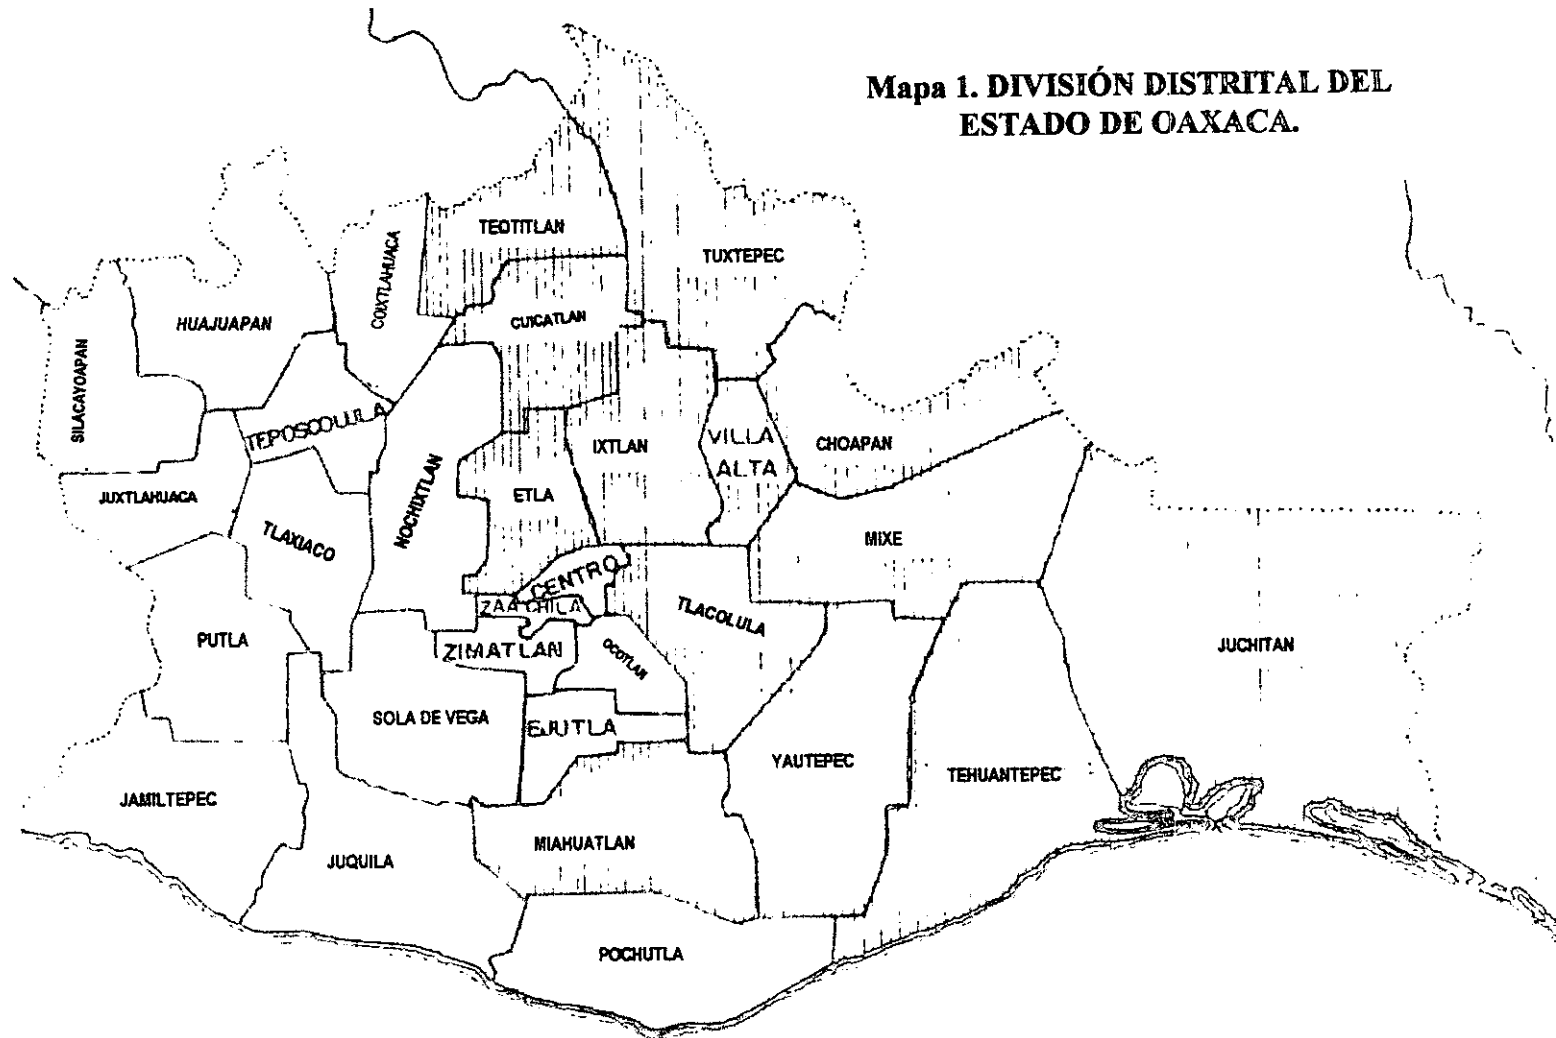 Mapa 1. DIVISIÓN DISTRITAL DEL
ESTADO DE OAXACA.
TEOTITLAN
TUXTEPEC
COIXTLAHUACA
HUAJUAPAN
CUICATLAN
SILACAYOAPAN
TEPOSCOLULA
IXTLAN
VILLA
ALTA
CHOAPAN
JUXTLAHUACA
NOCHIXTLAN
ETLA
TLAXIACO
MIXE
CENTRO
ZAACHILA
TLACOLULA
PUTLA
ZIMATLAN
OCOTLAN
JUCHITAN
SOLA DE VEGA
EJUTLA
YAUTEPEC
TEHUANTEPEC
JAMILTEPEC
MIAHUATLAN
JUQUILA
POCHUTLA